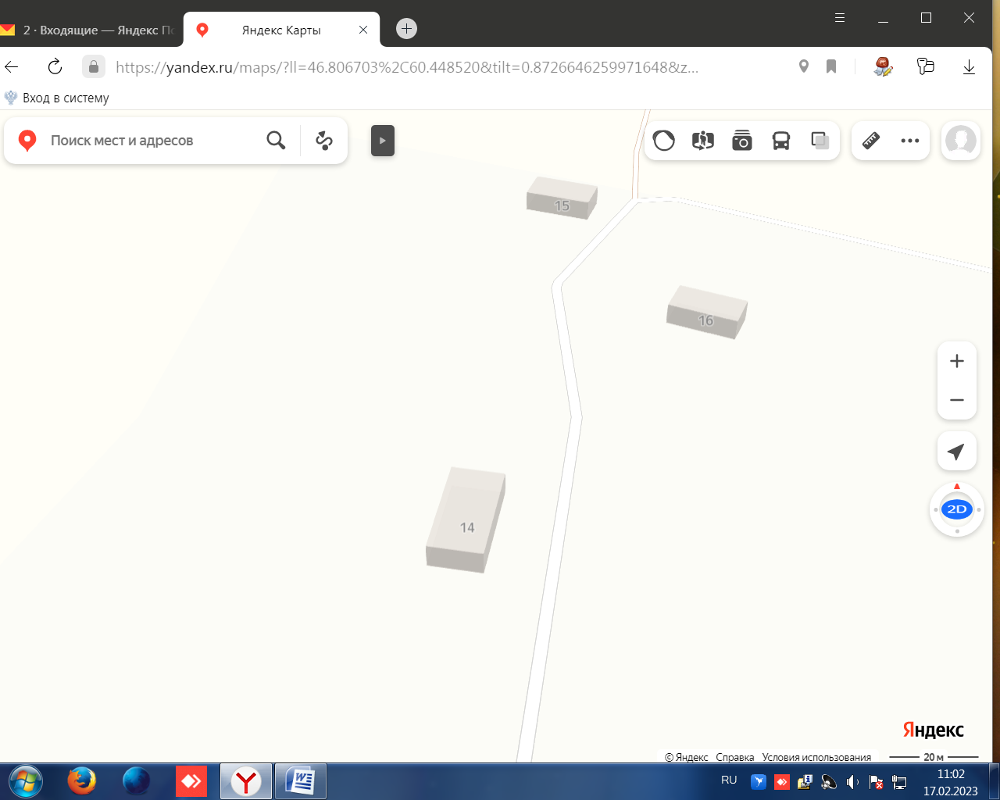 2 · Входящие — Яндекс По
Яндекс Карты
https://yandex.ru/maps/?ll=46.806703%2C60.448520&tilt=0.8726646259971648&z...
Вход в систему
Поиск мест и адресов
15
16
14
2D
Яндекс
© Яндекс Справка Условия использования 20 м
RU
11:02
17.02.2023